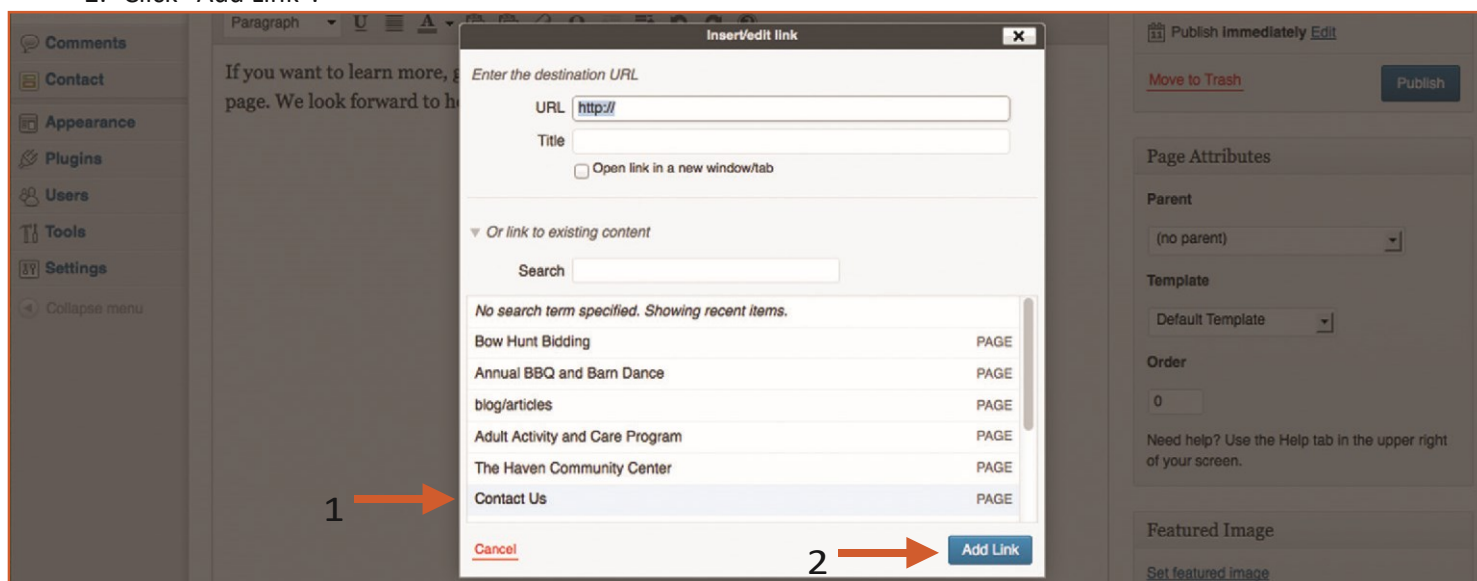 2. Click "Add Link".
Comments
Contact
Appearance
Plugins
Users
Tools
Settings
Collapse menu
Paragraph
If you want to learn more,
page. We look forward to
Insert/edit link
Enter the destination URL
URL http://
Title
Open link in a new window/tab
Or link to existing content
Search
No search term specified. Showing recent items.
Bow Hunt Bidding PAGE
Annual BBQ and Barn Dance PAGE
blog/articles PAGE
Adult Activity and Care Program PAGE
The Haven Community Center PAGE
1
Contact Us PAGE
Cancel
2
Add Link
Publish Immediately Edit
Move to Trash
Publish
Page Attributes
Parent
(no parent)
Template
Default Template
Order
0
Need help? Use the Help tab in the upper right
of your screen.
Featured Image
Set featured image